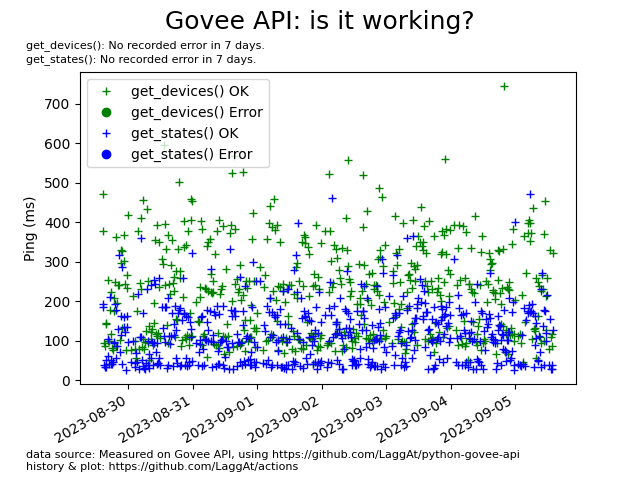 Govee API: is it working?
get_devices(): No recorded error in 7 days.
get_states(): No recorded error in 7 days.
get_devices() OK
get_devices() Error
get_states() OK
get_states() Error
Ping (ms)
700
600
500
400
300
200
100
0
2023-08-30
2023-08-31
2023-09-01
2023-09-02
2023-09-03
2023-09-04
2023-09-05
data source: Measured on Govee API, using https://github.com/LaggAt/python-govee-api
history & plot: https://github.com/LaggAt/actions